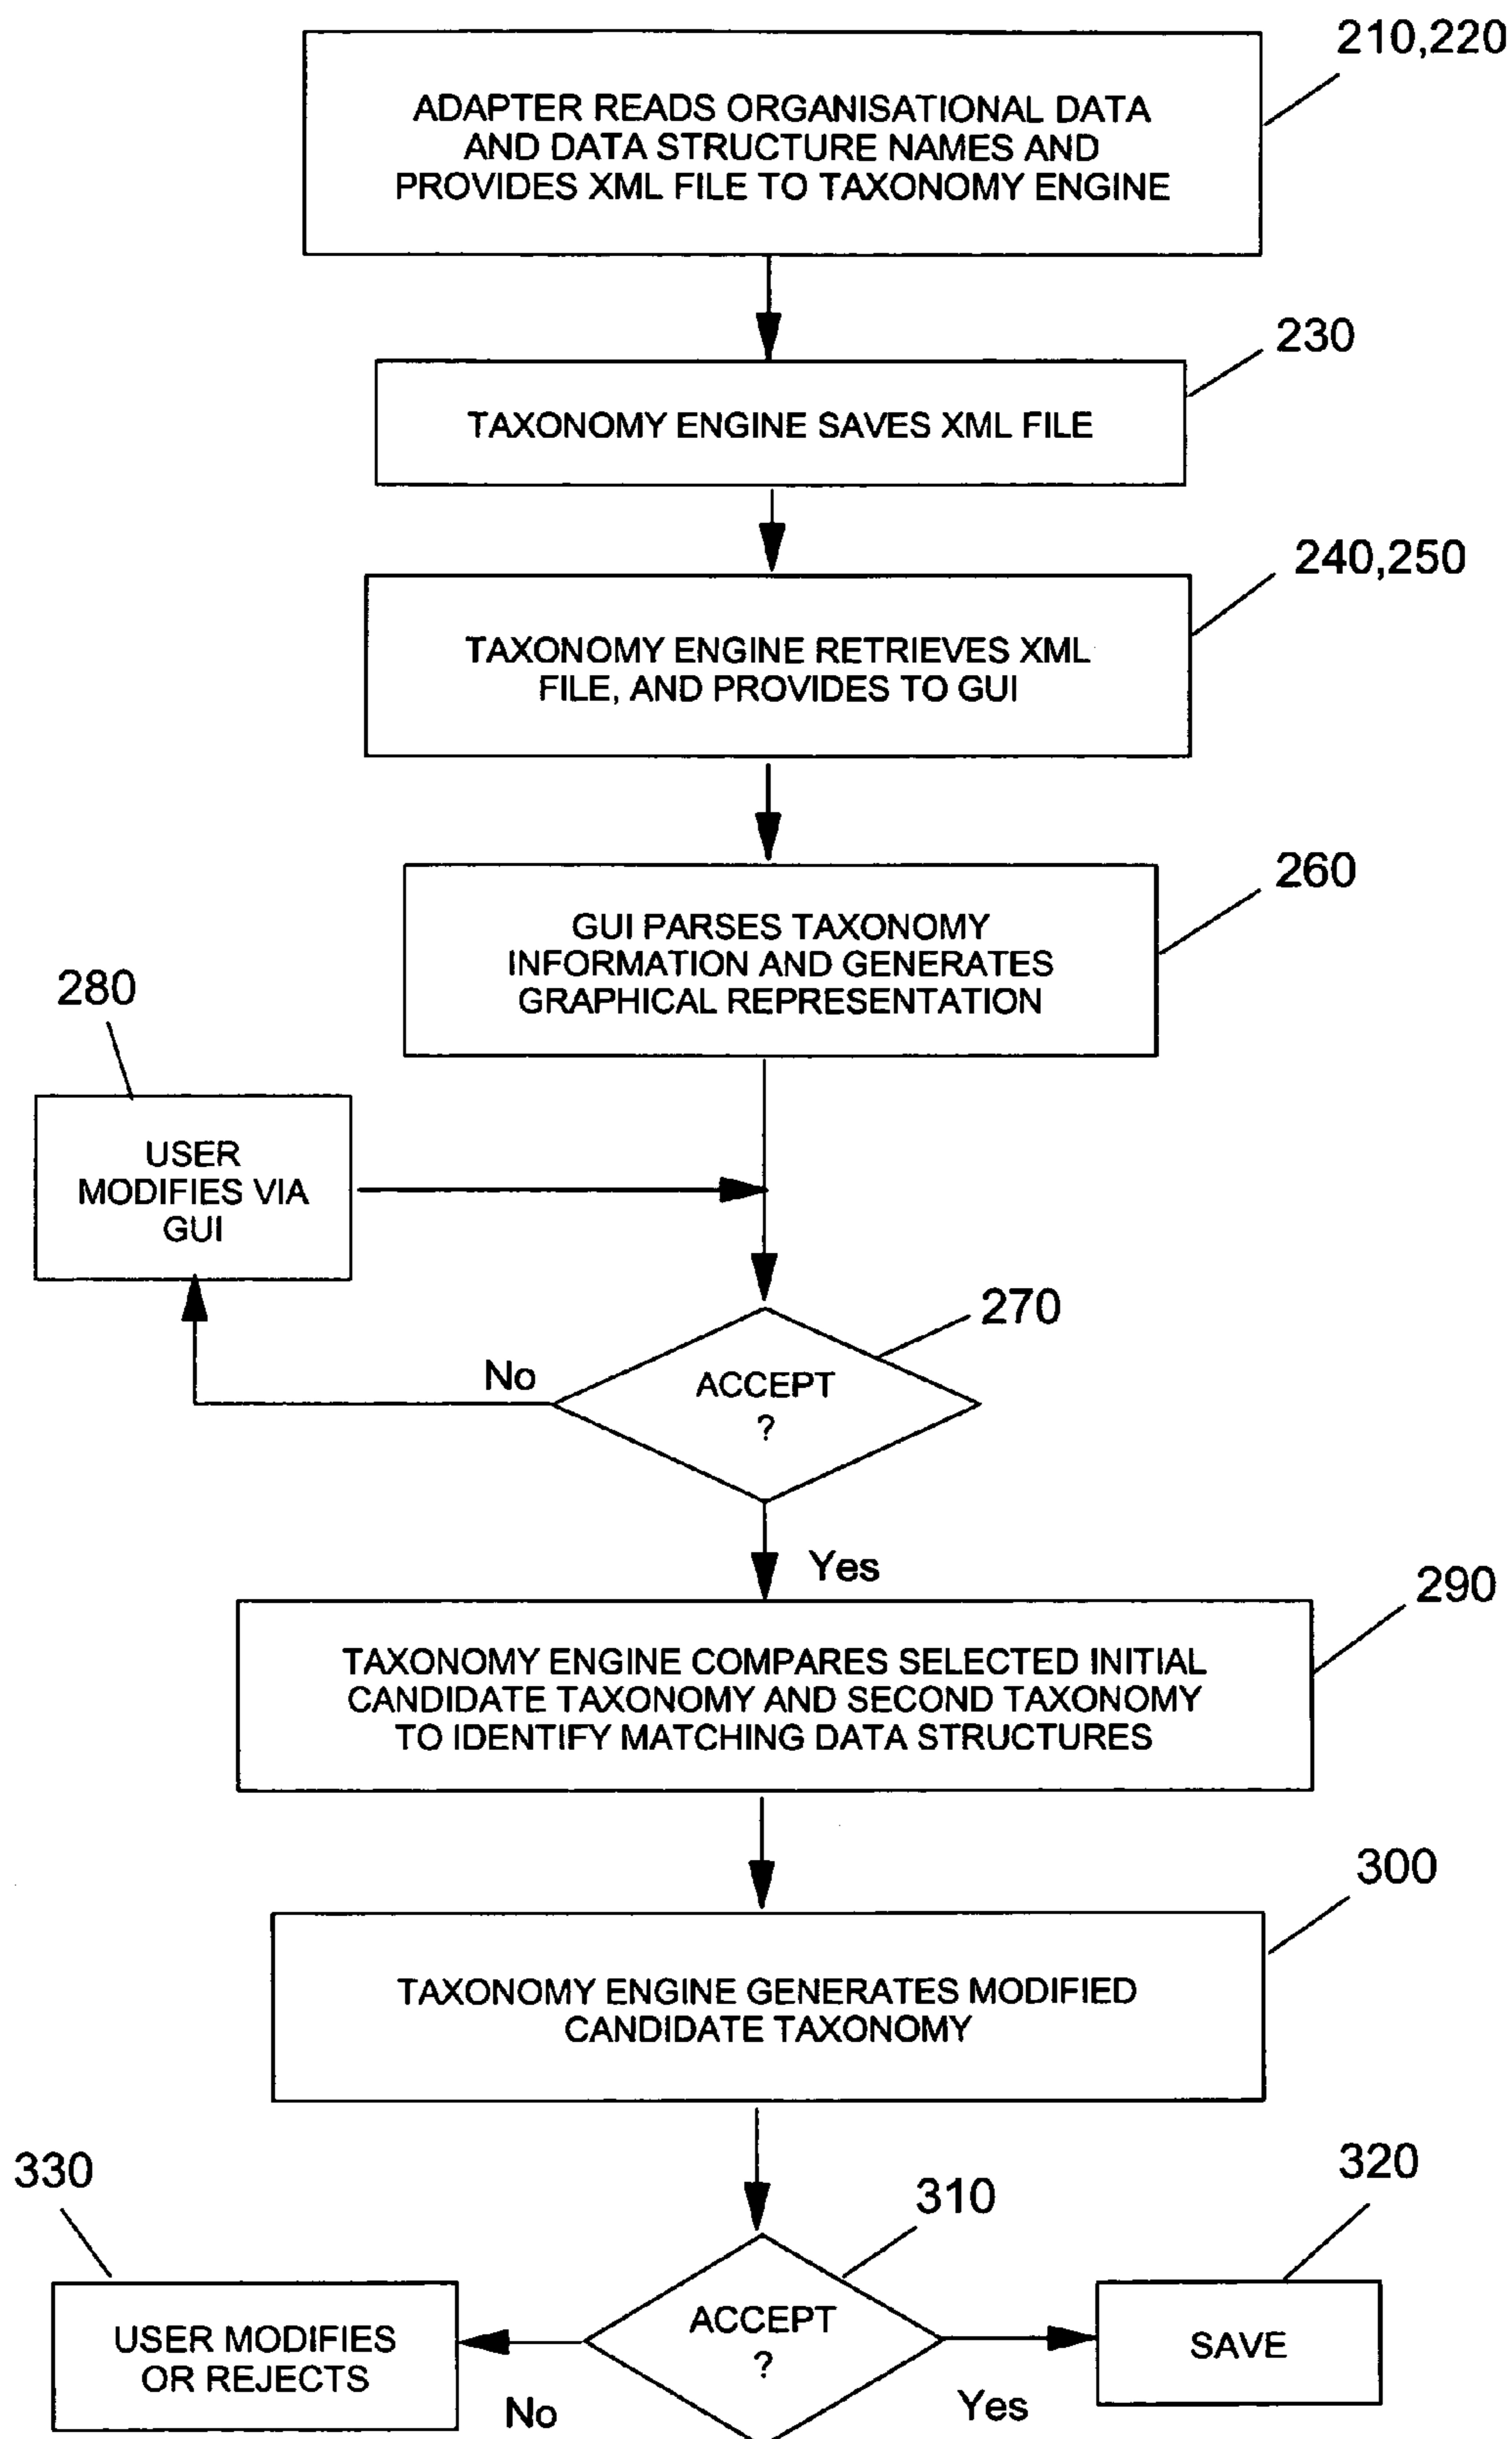 210,220
ADAPTER READS ORGANISATIONAL DATA
AND DATA STRUCTURE NAMES AND
PROVIDES XML FILE TO TAXONOMY ENGINE
230
TAXONOMY ENGINE SAVES XML FILE
240,250
TAXONOMY ENGINE RETRIEVES XML
FILE, AND PROVIDES TO GUI
260
GUI PARSES TAXONOMY
INFORMATION AND GENERATES
GRAPHICAL REPRESENTATION
280
USER
MODIFIES VIA
GUI
270
ACCEPT
?
No
Yes
290
TAXONOMY ENGINE COMPARES SELECTED INITIAL
CANDIDATE TAXONOMY AND SECOND TAXONOMY
TO IDENTIFY MATCHING DATA STRUCTURES
300
TAXONOMY ENGINE GENERATES MODIFIED
CANDIDATE TAXONOMY
330
310
320
USER MODIFIES
OR REJECTS
ACCEPT
?
SAVE
No
Yes